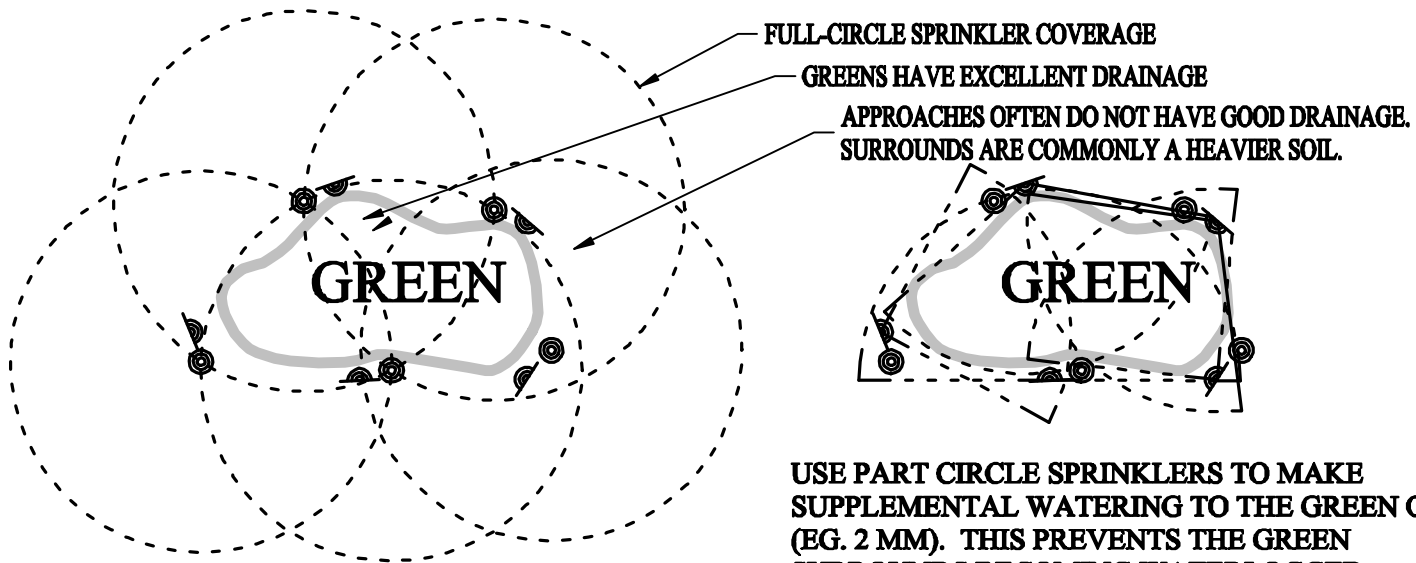 FULL-CIRCLE SPRINKLER COVERAGE
GREENS HAVE EXCELLENT DRAINAGE
APPROACHES OFTEN DO NOT HAVE GOOD DRAINAGE.
SURROUNDS ARE COMMONLY A HEAVIER SOIL.
GREEN
GREEN
USE PART CIRCLE SPRINKLERS TO MAKE
SUPPLEMENTAL WATERING TO THE GREEN
(EG. 2 MM). THIS PREVENTS THE GREEN